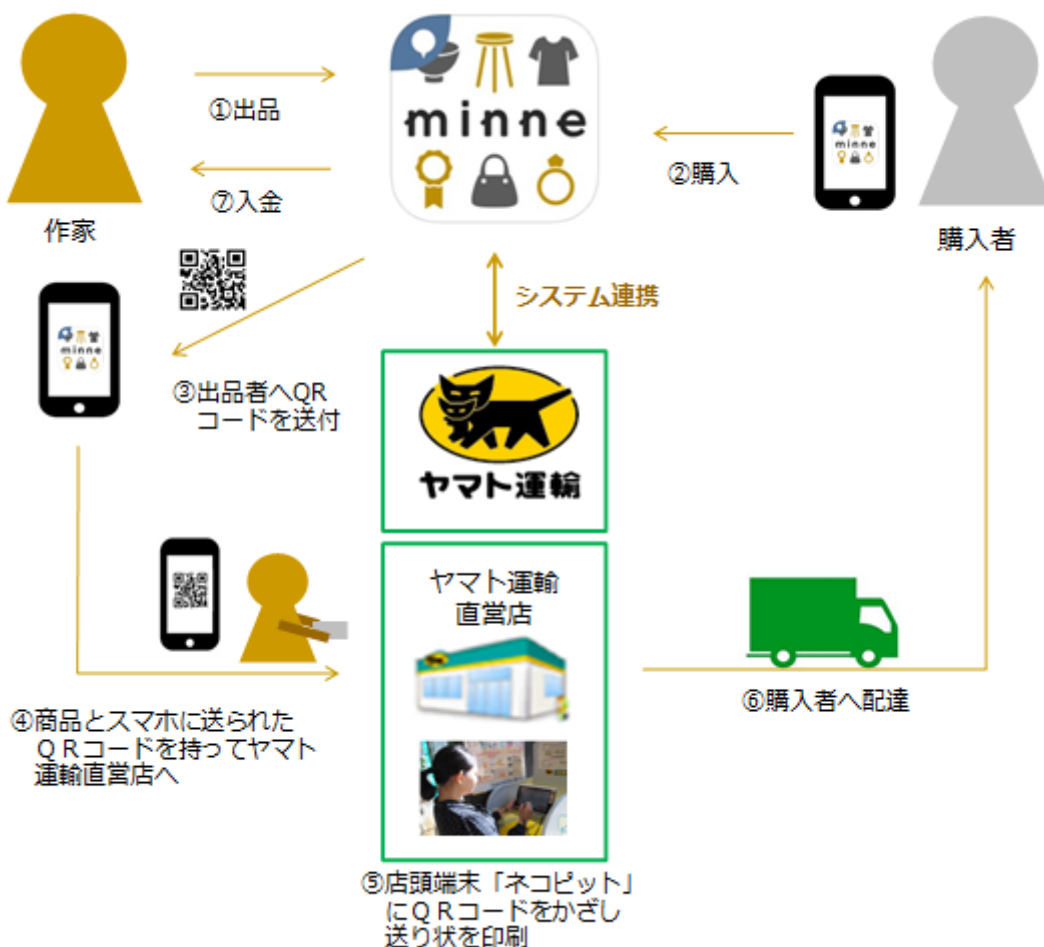 minne
①出品
②購入
minne
⑦入金
作家
購入者
システム連携
minne
③出品者へQR
コードを送付
ヤマト運輸
ヤマト運輸
直営店
⑥購入者へ配達
④商品とスマホに送られた
ＱＲコードを持ってヤマト
運輸直営店へ
⑤店頭端末「ネコピット」
にＱＲコードをかざし
送り状を印刷